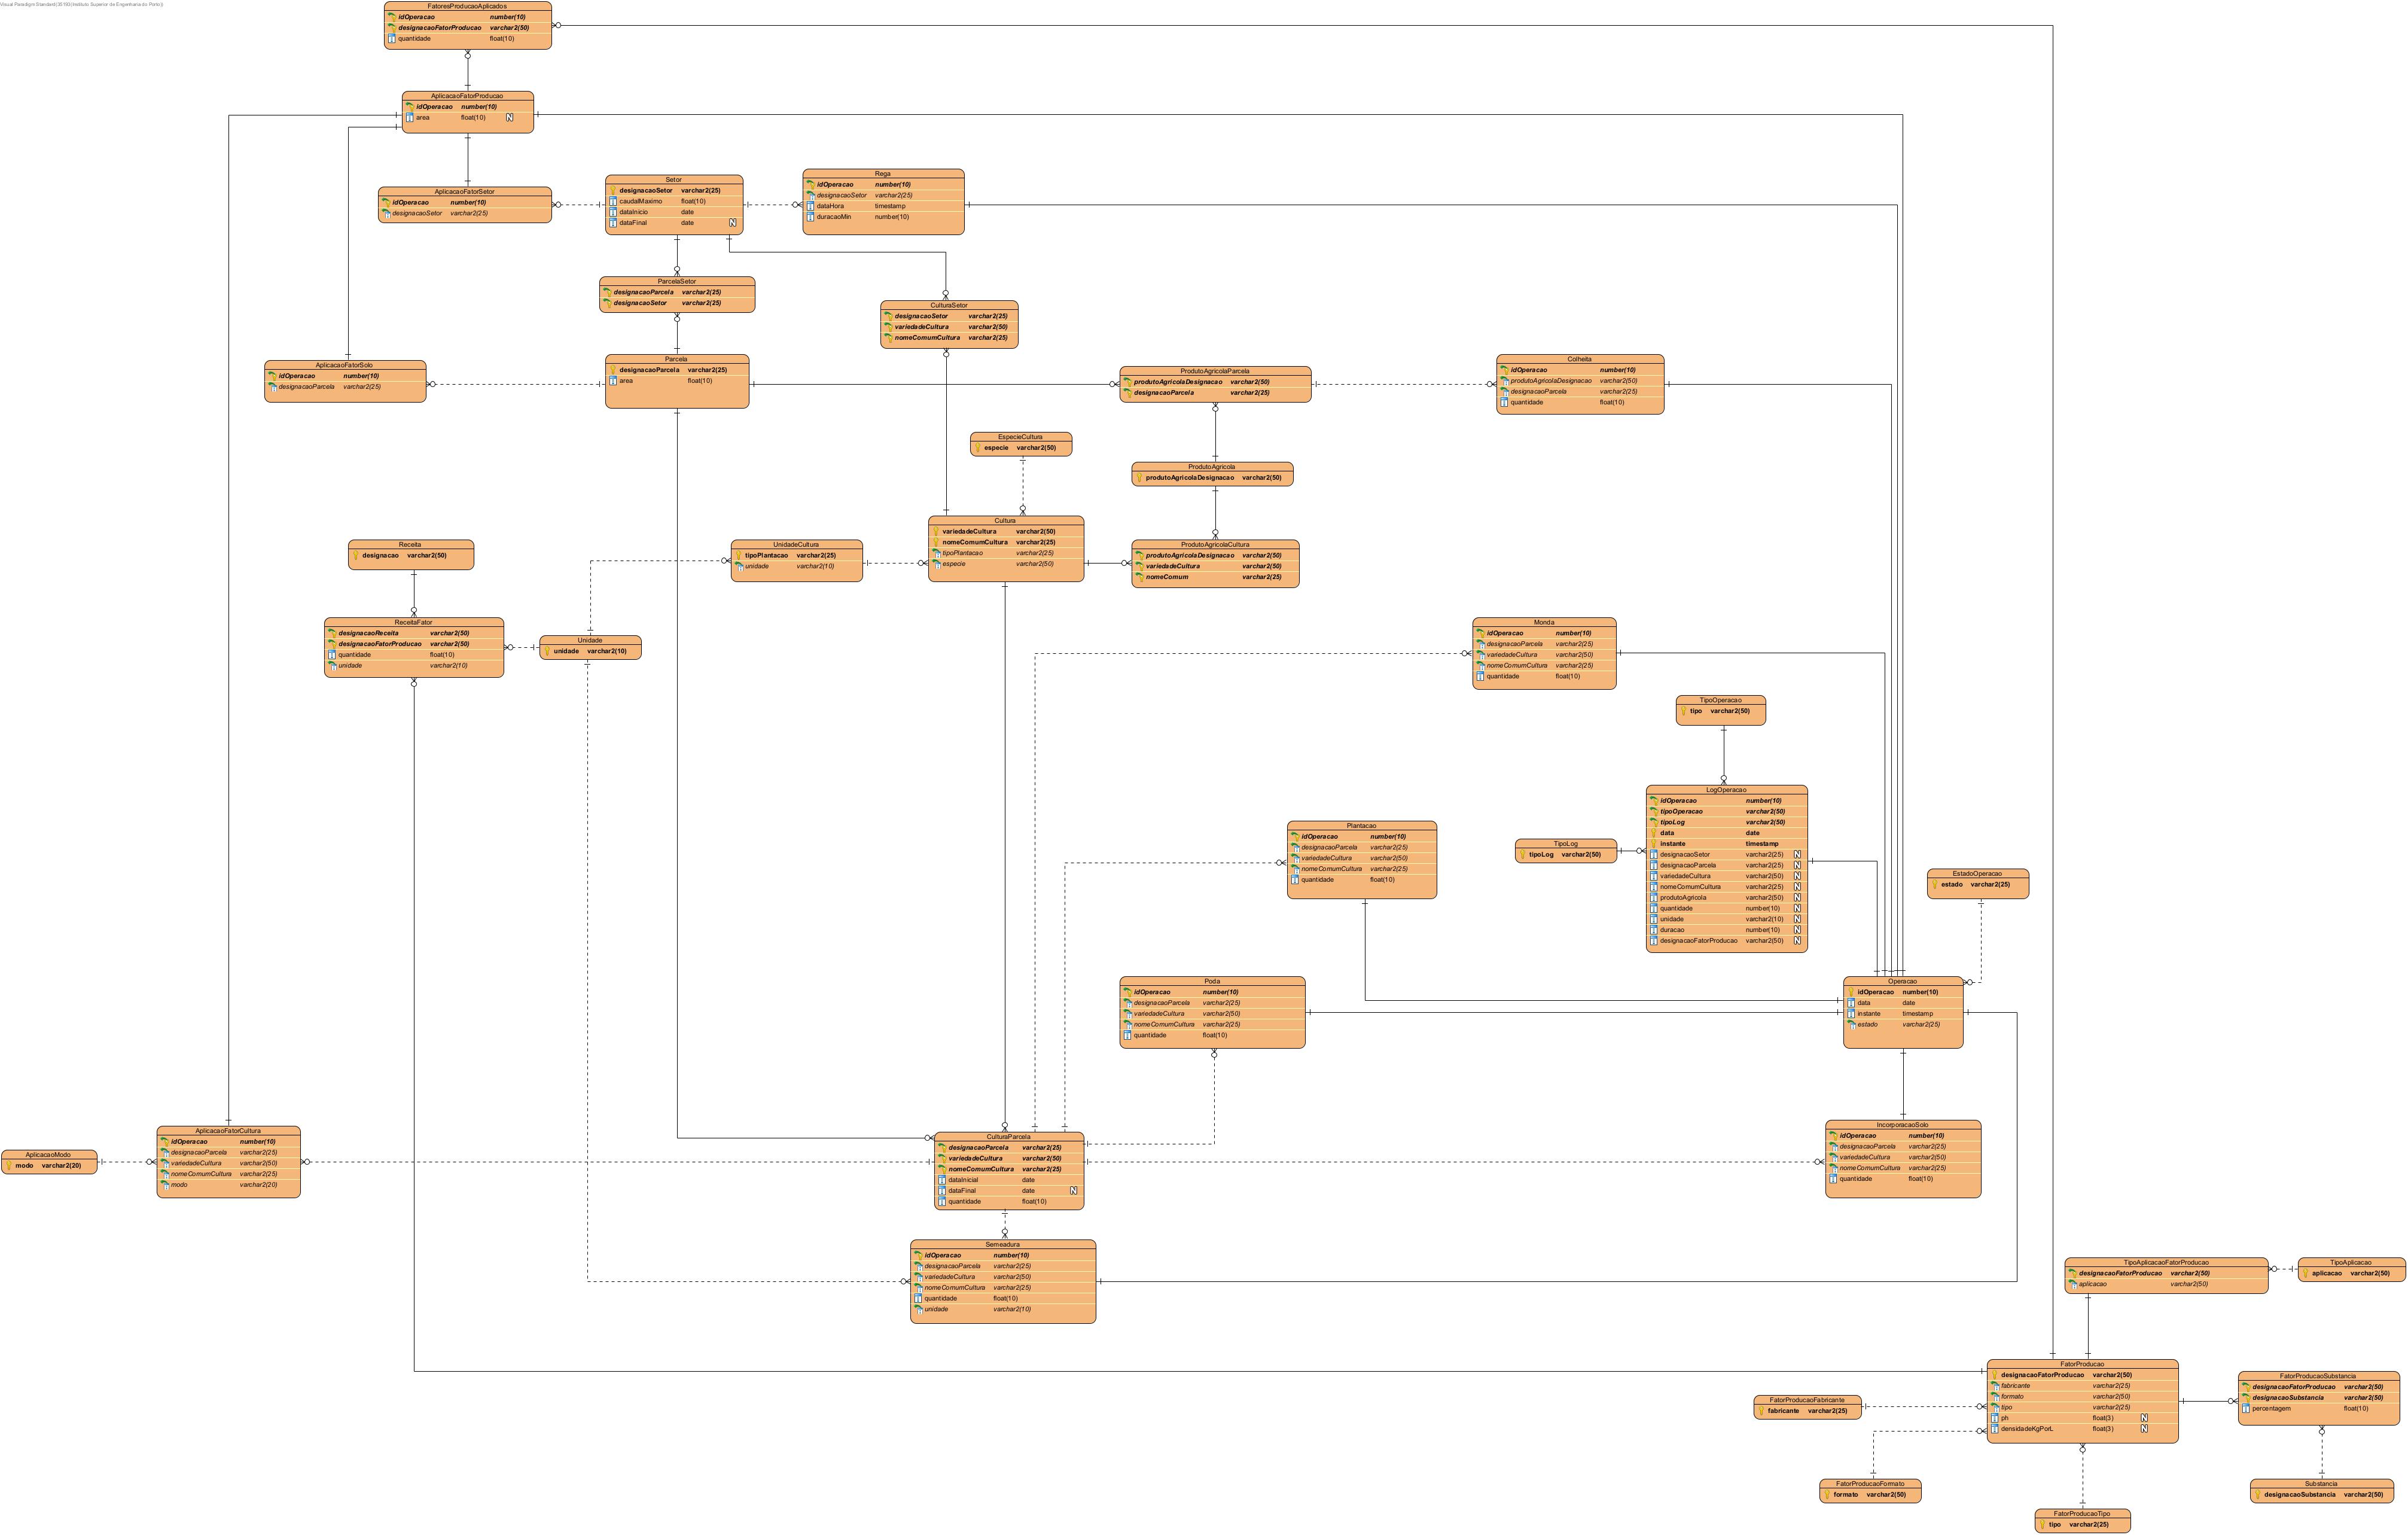 Visual Paradigm Standard(30193(Instituto Superior de Engenharia do Porto))
FatoresProducaoAplicados
idOperacao number(10)
designacaoFatorProducao varchar2(50)
quantidade float(10)
AplicacaoFatorProducao
idOperacao number(10)
area float(10) N
AplicacaoFatorSetor
idOperacao number(10)
designacaoSetor varchar2(25)
Setor
designacaoSetor varchar2(25)
caudalMaximo float(10)
dataInicio date
dataFinal date N
Rega
idOperacao number(10)
designacaoSetor varchar2(25)
dataHora timestamp
duracaoMin number(10)
ParcelaSetor
designacaoParcela varchar2(25)
designacaoSetor varchar2(25)
CulturaSetor
designacaoSetor varchar2(25)
variedadeCultura varchar2(50)
nomeComumCultura varchar2(25)
AplicacaoFatorSolo
idOperacao number(10)
designacaoParcela varchar2(25)
Parcela
designacaoParcela varchar2(25)
area float(10)
ProdutoAgricolaParcela
produtoAgricolaDesignacao varchar2(50)
designacaoParcela varchar2(25)
Colheita
idOperacao number(10)
produtoAgricolaDesignacao varchar2(50)
designacaoParcela varchar2(25)
quantidade float(10)
EspecieCultura
especie varchar2(50)
ProdutoAgricola
produtoAgricolaDesignacao varchar2(50)
Receita
designacao varchar2(50)
UnidadeCultura
tipoPlantacao varchar2(25)
unidade varchar2(10)
Cultura
variedadeCultura varchar2(50)
nomeComumCultura varchar2(25)
tipoPlantacao varchar2(25)
especie varchar2(50)
ProdutoAgricolaCultura
produtoAgricolaDesignacao varchar2(50)
variedadeCultura varchar2(50)
nomeComum varchar2(25)
ReceitaFator
designacaoReceita varchar2(50)
designacaoFatorProducao varchar2(50)
quantidade float(10)
unidade varchar2(10)
Unidade
unidade varchar2(10)
Monda
idOperacao number(10)
designacaoParcela varchar2(25)
variedadeCultura varchar2(50)
nomeComumCultura varchar2(25)
quantidade float(10)
TipoOperacao
tipo varchar2(50)
LogOperacao
idOperacao number(10)
tipoOperacao varchar2(50)
tipoLog varchar2(50)
data date
instante timestamp
designacaoSetor varchar2(25) N
designacaoParcela varchar2(25) N
variedadeCultura varchar2(50) N
nomeComumCultura varchar2(25) N
produtoAgricola varchar2(50) N
quantidade number(10) N
unidade varchar2(10) N
duracao number(10) N
designacaoFatorProducao varchar2(50) N
Plantacao
idOperacao number(10)
designacaoParcela varchar2(25)
variedadeCultura varchar2(50)
nomeComumCultura varchar2(25)
quantidade float(10)
TipoLog
tipoLog varchar2(50)
EstadoOperacao
estado varchar2(25)
Poda
idOperacao number(10)
designacaoParcela varchar2(25)
variedadeCultura varchar2(50)
nomeComumCultura varchar2(25)
quantidade float(10)
Operacao
idOperacao number(10)
data date
instante timestamp
estado varchar2(25)
AplicacaoModo
modo varchar2(20)
AplicacaoFatorCultura
idOperacao number(10)
designacaoParcela varchar2(25)
variedadeCultura varchar2(50)
nomeComumCultura varchar2(25)
modo varchar2(20)
CulturaParcela
designacaoParcela varchar2(25)
variedadeCultura varchar2(50)
nomeComumCultura varchar2(25)
dataInicial date
dataFinal date N
quantidade float(10)
IncorporacaoSolo
idOperacao number(10)
designacaoParcela varchar2(25)
variedadeCultura varchar2(50)
nomeComumCultura varchar2(25)
quantidade float(10)
Semeadura
idOperacao number(10)
designacaoParcela varchar2(25)
variedadeCultura varchar2(50)
nomeComumCultura varchar2(25)
quantidade float(10)
unidade varchar2(10)
TipoAplicacaoFatorProducao
designacaoFatorProducao varchar2(50)
aplicacao varchar2(50)
TipoAplicacao
aplicacao varchar2(50)
FatorProducao
designacaoFatorProducao varchar2(50)
fabricante varchar2(25)
formato varchar2(50)
tipo varchar2(25)
ph float(3) N
densidadeKgPorL float(3) N
FatorProducaoFabricante
fabricante varchar2(25)
FatorProducaoSubstancia
designacaoFatorProducao varchar2(50)
designacaoSubstancia varchar2(50)
percentagem float(10)
FatorProducaoFormato
formato varchar2(50)
Substancia
designacaoSubstancia varchar2(50)
FatorProducaoTipo
tipo varchar2(25)